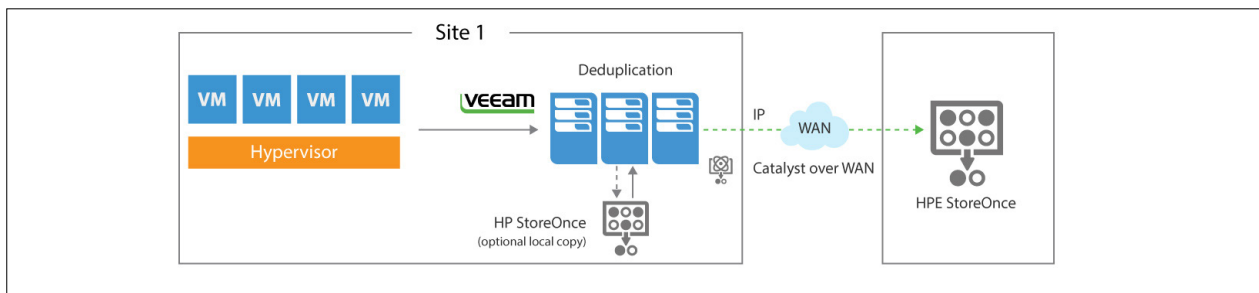 Site 1
VM VM VM VM
Hypervisor
veeam
Deduplication
HP StoreOnce
(optional local copy)
IP
WAN
Catalyst over WAN
HPE StoreOnce